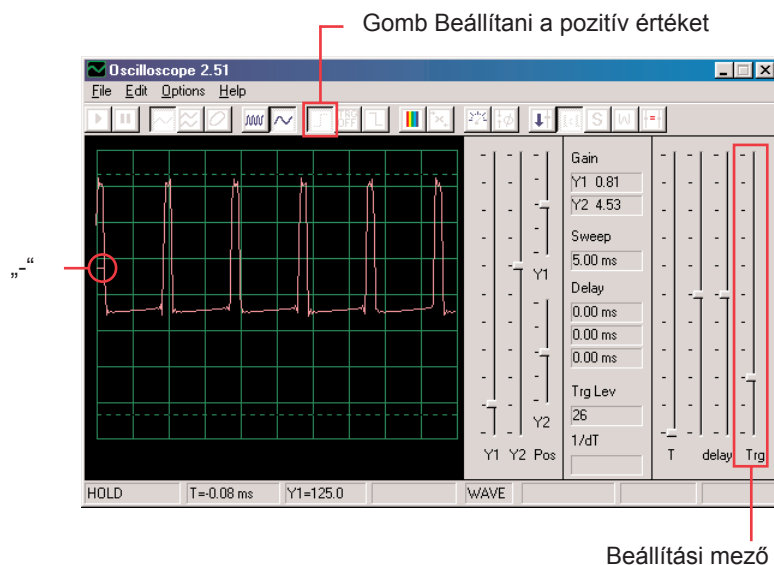 Gomb Beállítani a pozitív értéket
Oscilloscope 2.51
File Edit Options Help
TRG OFF
S W
Gain
Y1 0.81
Y2 4.53
Sweep
5.00 ms
Delay
0.00 ms
0.00 ms
0.00 ms
Trg Lev
26
1/dT
Y1
Y2
Y1 Y2 Pos
T delay Trg
„-“
HOLD T=-0.08 ms Y1=125.0 WAVE
Beállítási mező